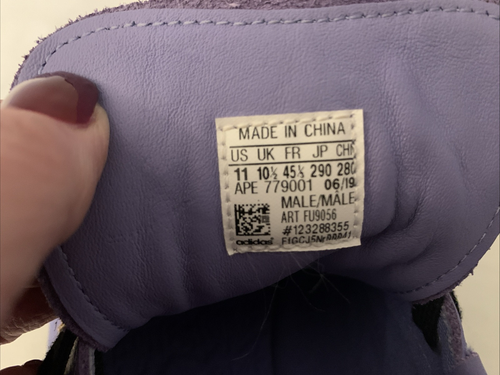 MADE IN CHINA
US UK FR JP CHN
11 10½ 45⅓ 290 280
APE 779001 06/19
MALE/MALE
ART FU9056
#123288355
adidas